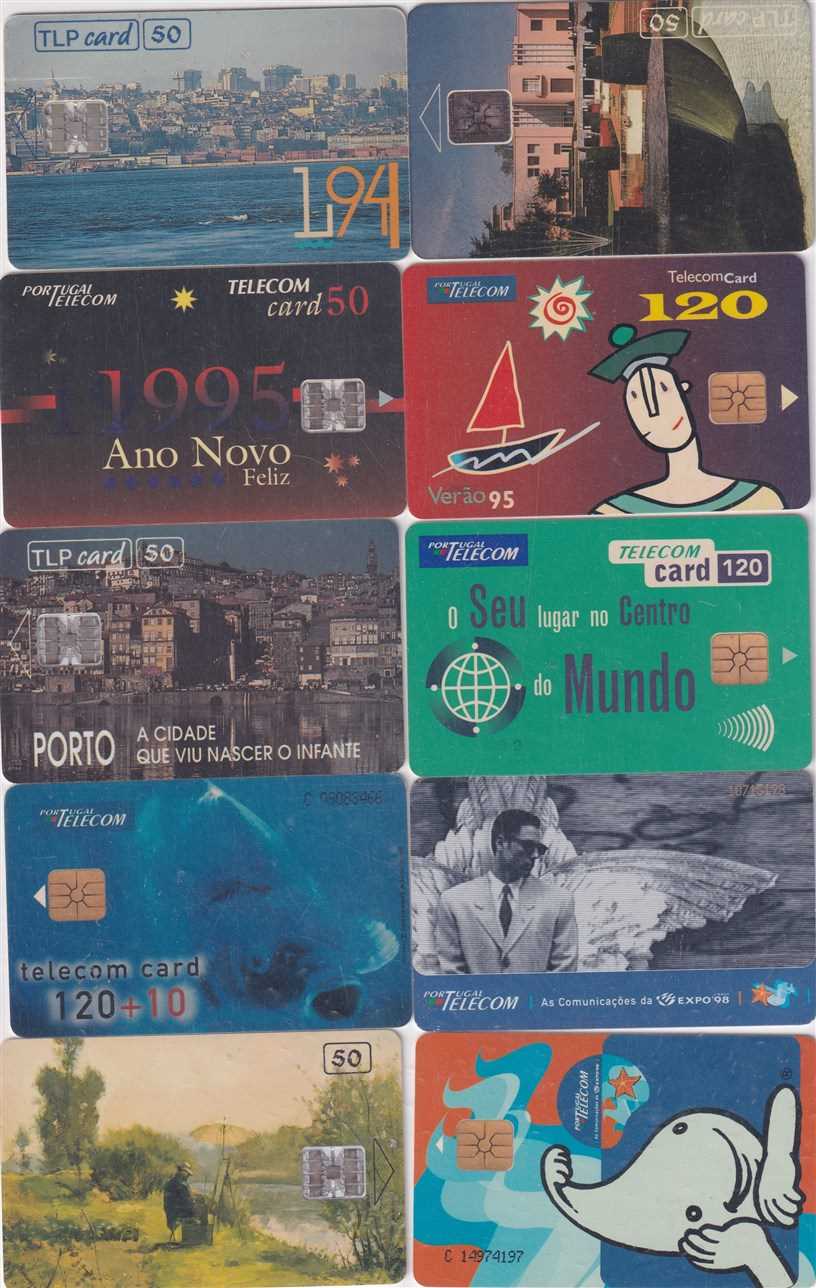 TLP card 50
L94
TLP card 50
PORTUGAL
TELECOM
TELECOM
card 50
1995
Ano Novo
Feliz
PORTUGAL
TELECOM
TelecomCard
120
Verão 95
TLP card 50
PORTO
A CIDADE
QUE VIU NASCER O INFANTE
PORTUGAL
TELECOM
TELECOM
card 120
O Seu lugar no Centro
do Mundo
PORTUGAL
TELECOM
telecom card
120+10
PORTUGAL
TELECOM
As Comunicações da EXPO'98
50
PORTUGAL
TELECOM
®
C 14974197